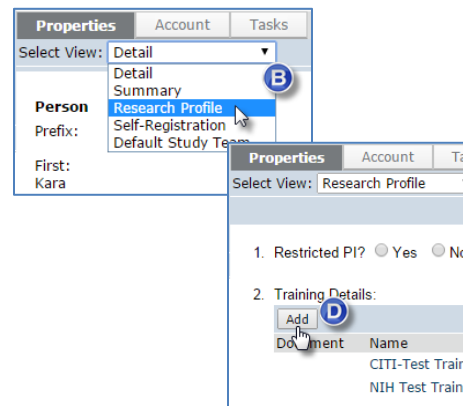 Properties Account Tasks
Select View: Detail
Detail
B
Summary
Person Research Profile
Prefix: Self-Registration
Default Study Team
First:
Kara
Properties Account
Select View: Research Profile
1. Restricted PI? Yes No
2. Training Details:
Add D
Document Name
CITI-Test
NIH Test